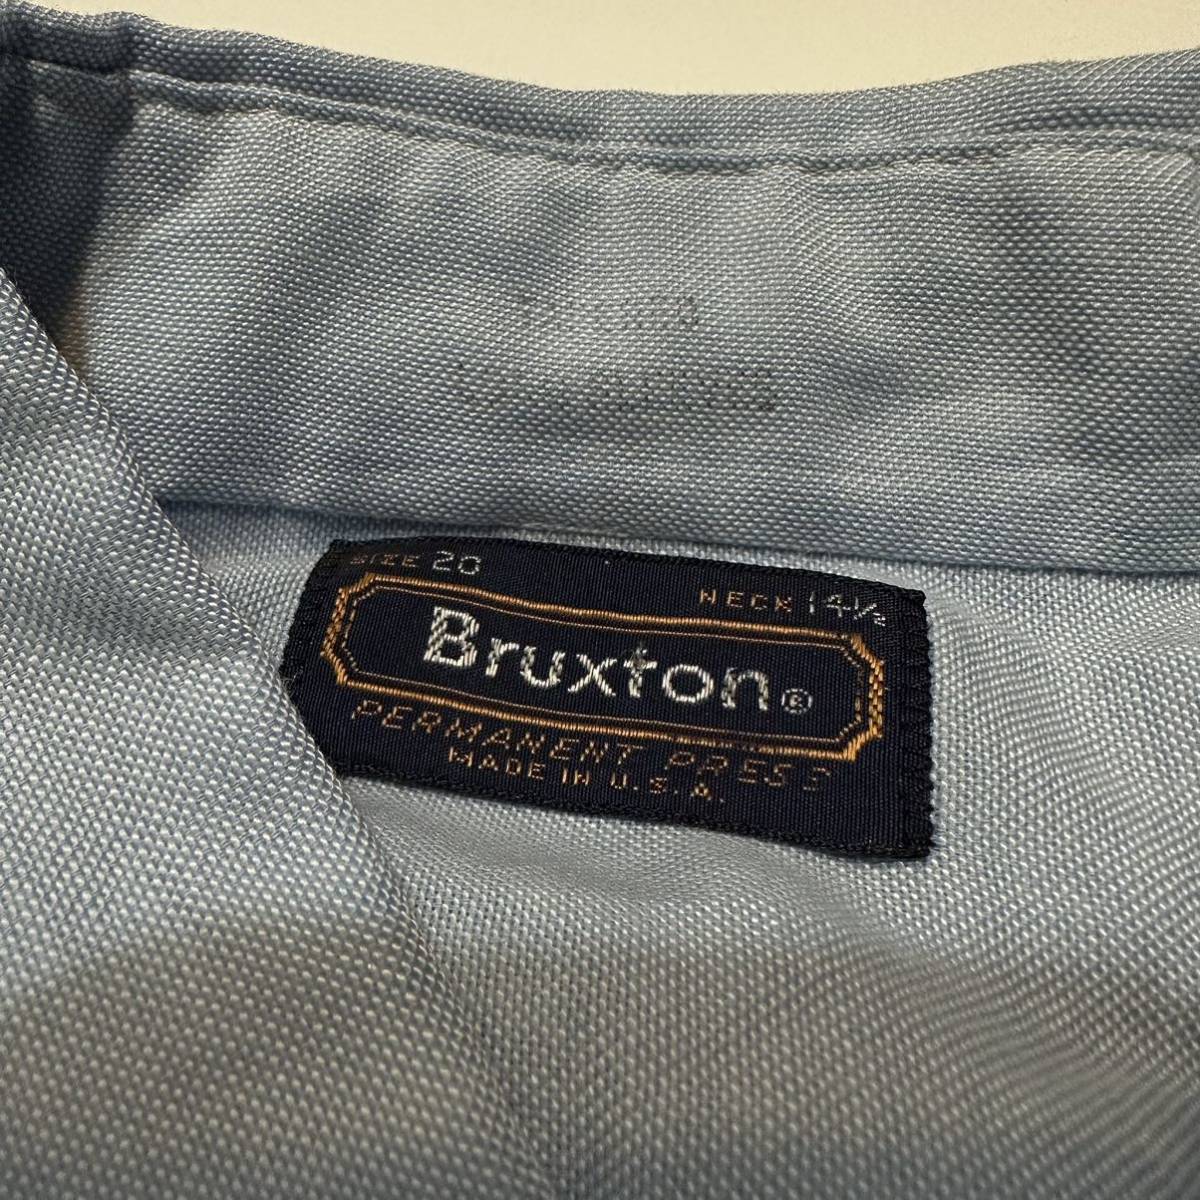 SIZE 20
NECK 14½
Bruxton®
PERMANENT PRESS
MADE IN U.S.A.